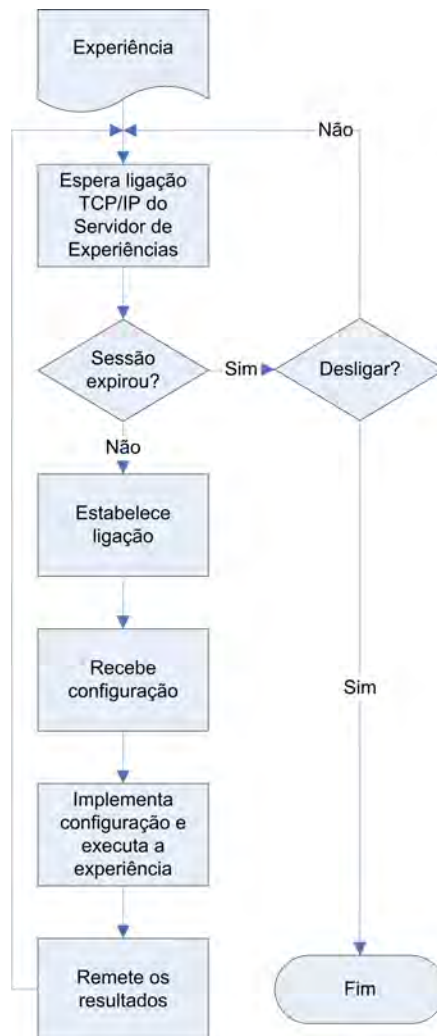 Experiência
Não
Espera ligação
TCP/IP do
Servidor de
Experiências
Sessão
expirou?
Sim
Desligar?
Não
Estabelece
ligação
Recebe
configuração
Sim
Implementa
configuração e
executa a
experiência
Remete os
resultados
Fim